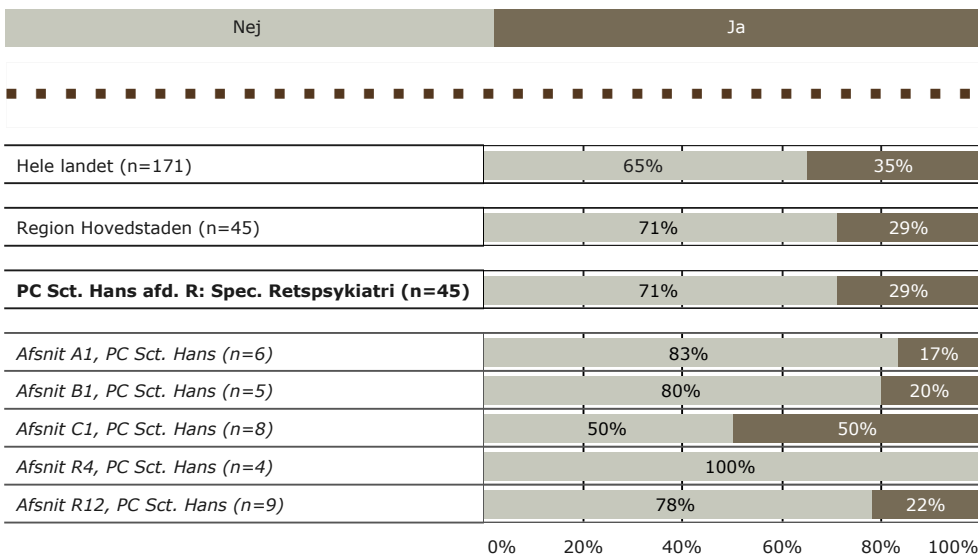 Nej Ja
Hele landet (n=171) 65% 35%
Region Hovedstaden (n=45) 71% 29%
PC Sct. Hans afd. R: Spec. Retspsykiatri (n=45) 71% 29%
Afsnit A1, PC Sct. Hans (n=6) 83% 17%
Afsnit B1, PC Sct. Hans (n=5) 80% 20%
Afsnit C1, PC Sct. Hans (n=8) 50% 50%
Afsnit R4, PC Sct. Hans (n=4) 100%
Afsnit R12, PC Sct. Hans (n=9) 78% 22%
0% 20% 40% 60% 80% 100%